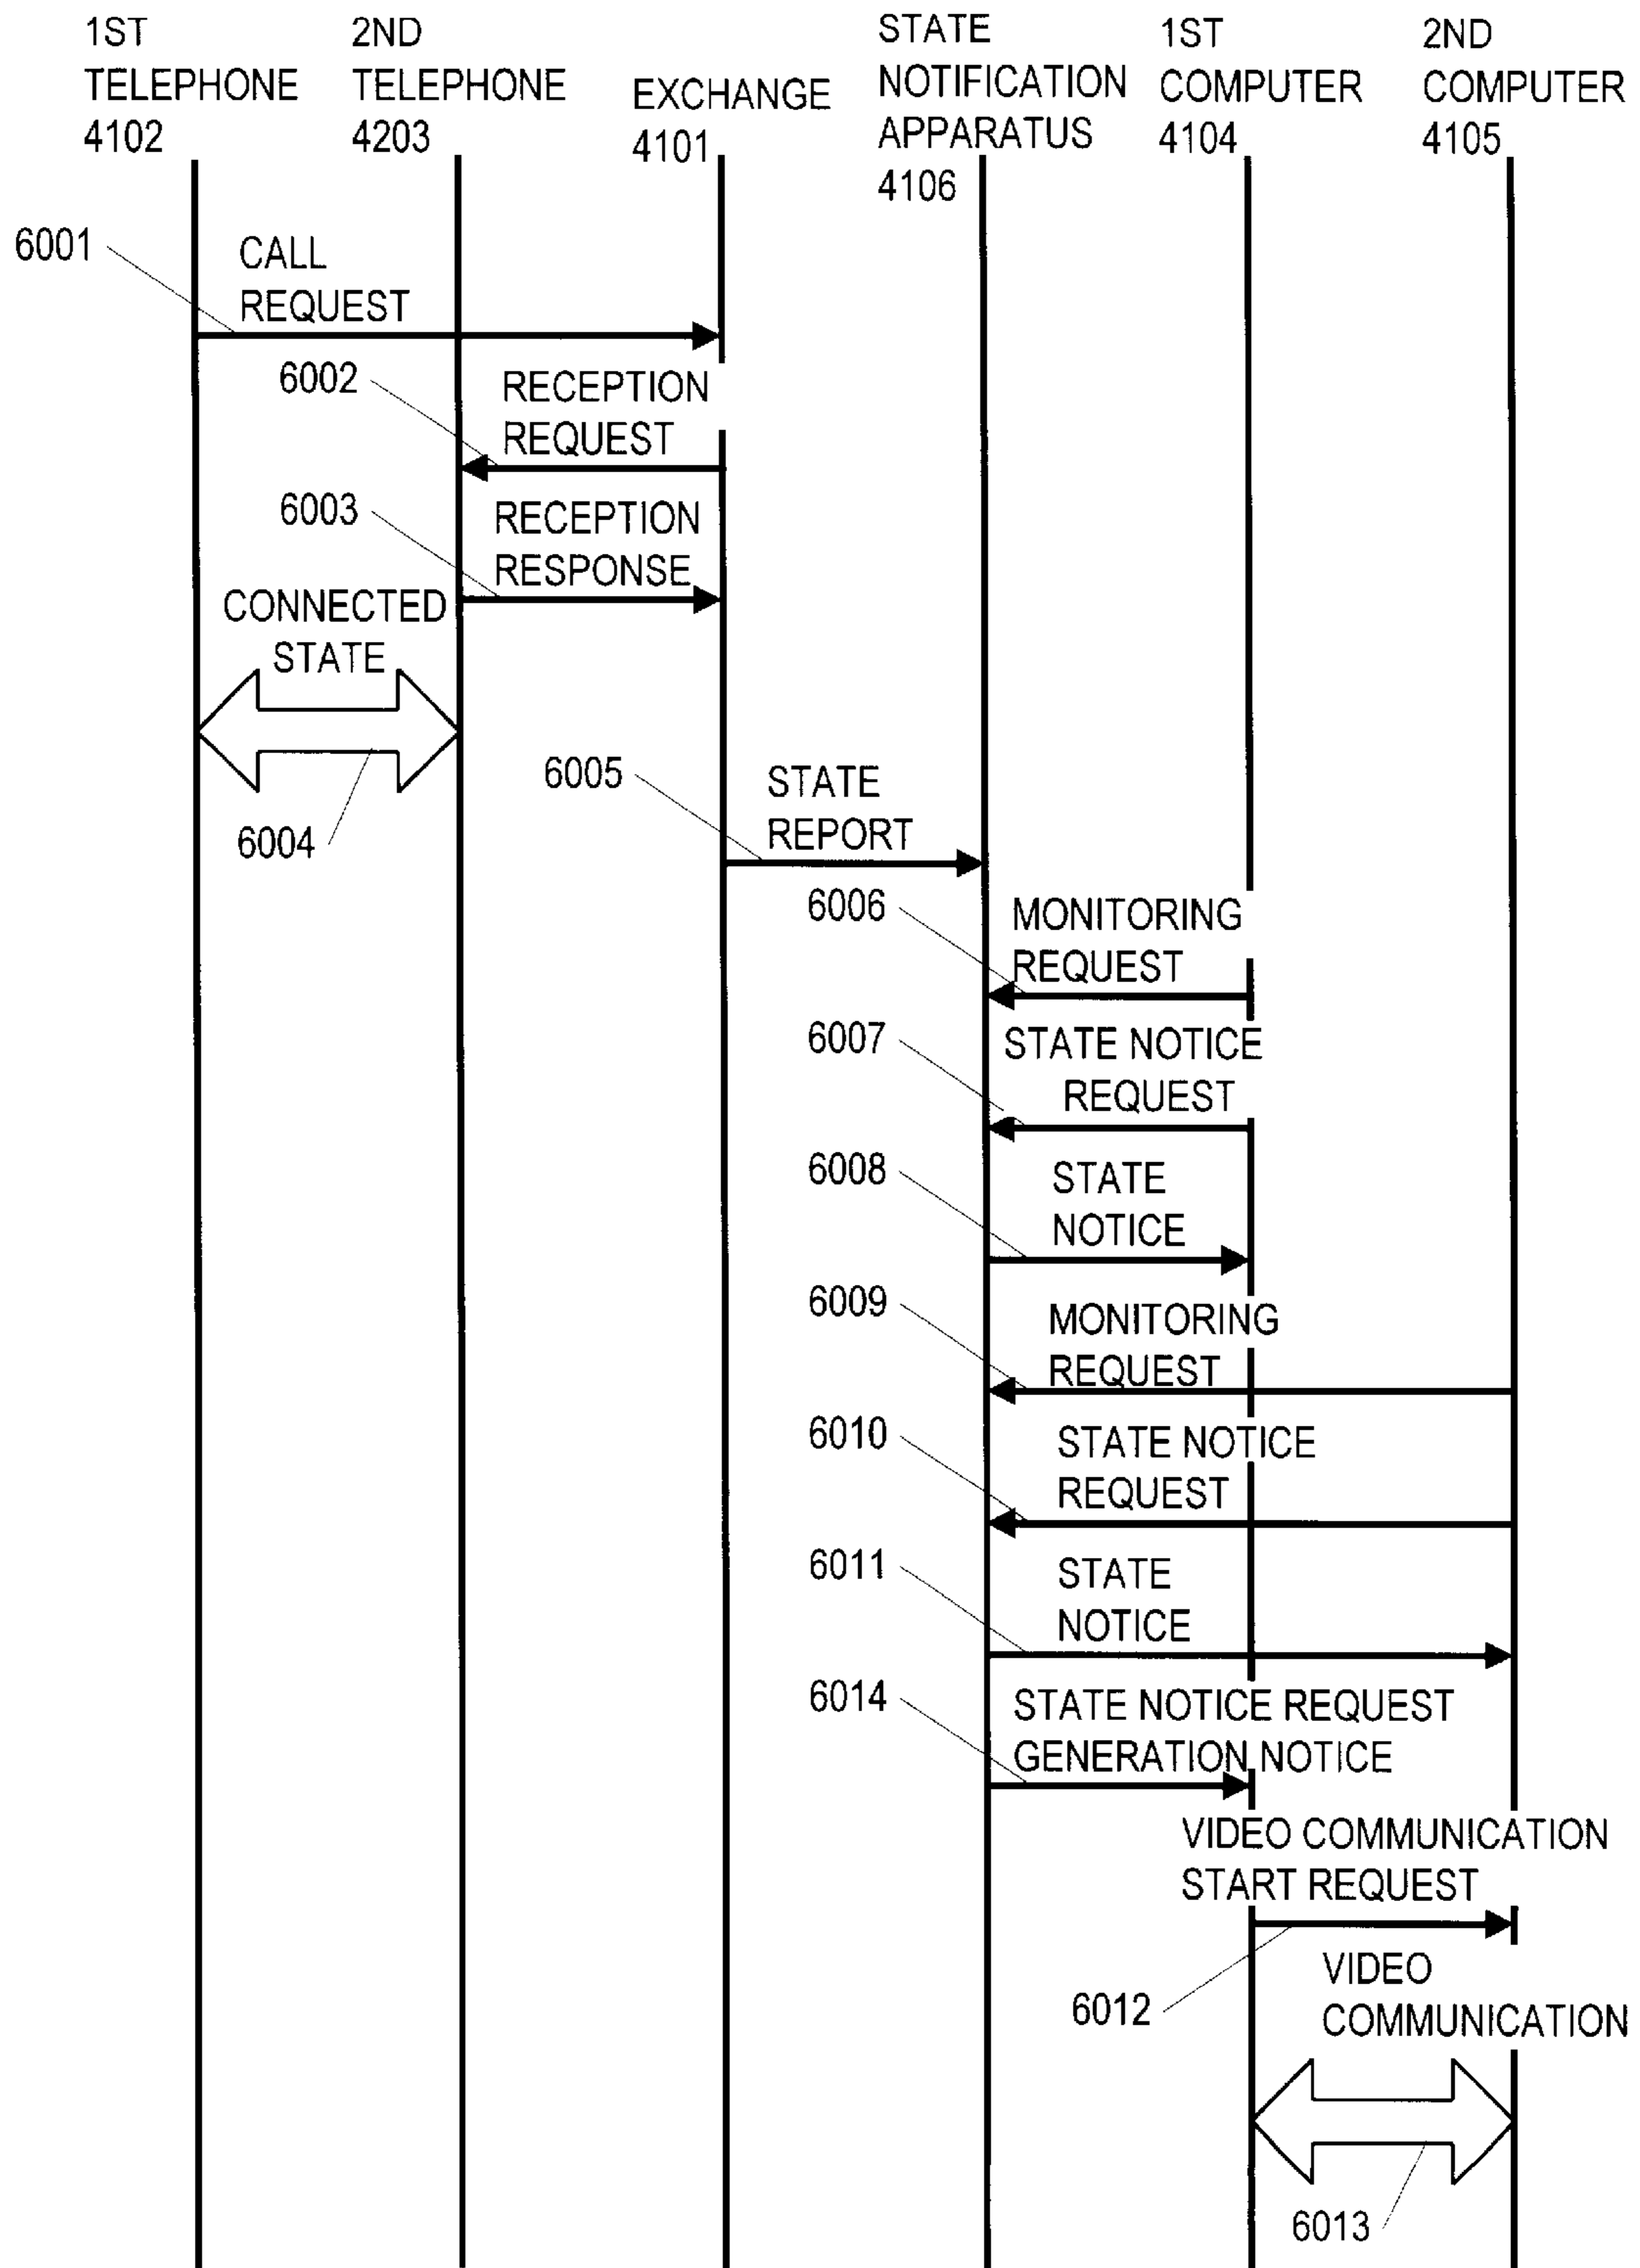 1ST
TELEPHONE
4102
2ND
TELEPHONE
4203
EXCHANGE
4101
STATE
NOTIFICATION
APPARATUS
4106
1ST
COMPUTER
4104
2ND
COMPUTER
4105
6001
CALL
REQUEST
6002
RECEPTION
REQUEST
6003
RECEPTION
RESPONSE
CONNECTED
STATE
6004
6005
STATE
REPORT
6006
MONITORING
REQUEST
6007
STATE NOTICE
REQUEST
6008
STATE
NOTICE
6009
MONITORING
REQUEST
6010
STATE NOTICE
REQUEST
6011
STATE
NOTICE
6014
STATE NOTICE REQUEST
GENERATION NOTICE
VIDEO COMMUNICATION
START REQUEST
6012
VIDEO
COMMUNICATION
6013